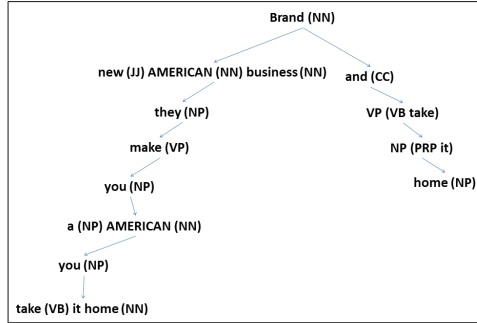 Brand (NN)
new (JJ) AMERICAN (NN) business (NN) and (CC)
they (NP) VP (VB take)
make (VP) NP (PRP it)
you (NP) home (NP)
a (NP) AMERICAN (NN)
you (NP)
take (VB) it home (NN)